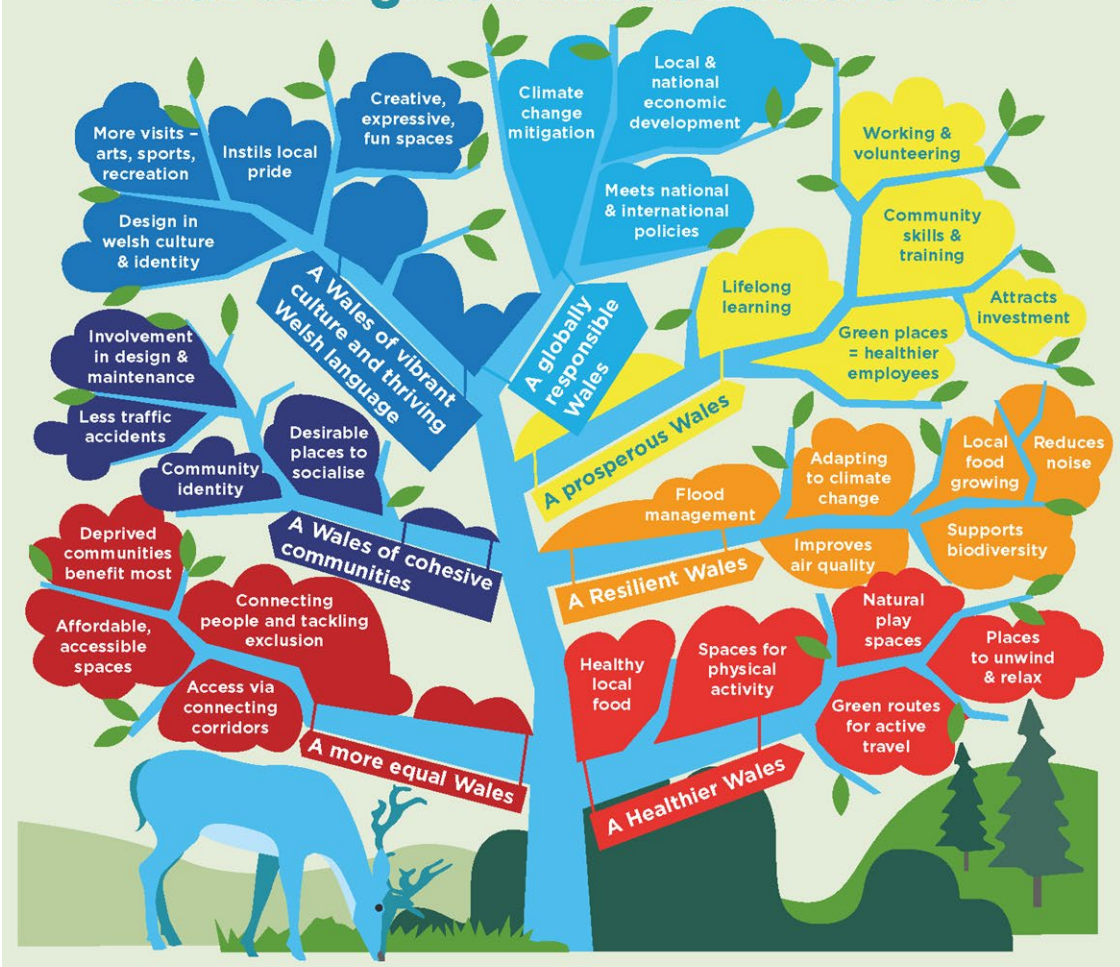 More visits –
arts, sports,
recreation
Instils local
pride
Creative,
expressive,
fun spaces
Design in
welsh culture
& identity
A Wales of vibrant
culture and thriving
Welsh language
Climate
change
mitigation
Local &
national
economic
development
Meets national
& international
policies
A globally
responsible
Wales
Working &
volunteering
Community
skills &
training
Lifelong
learning
Attracts
investment
Green places
= healthier
employees
A prosperous Wales
Involvement
in design &
maintenance
Less traffic
accidents
Community
identity
Desirable
places to
socialise
A Wales of cohesive
communities
Flood
management
Adapting
to climate
change
Local
food
growing
Reduces
noise
Improves
air quality
Supports
biodiversity
A Resilient Wales
Deprived
communities
benefit most
Affordable,
accessible
spaces
Connecting
people and tackling
exclusion
Access via
connecting
corridors
A more equal Wales
Healthy
local
food
Spaces for
physical
activity
Natural
play
spaces
Places
to unwind
& relax
Green routes
for active
travel
A Healthier Wales